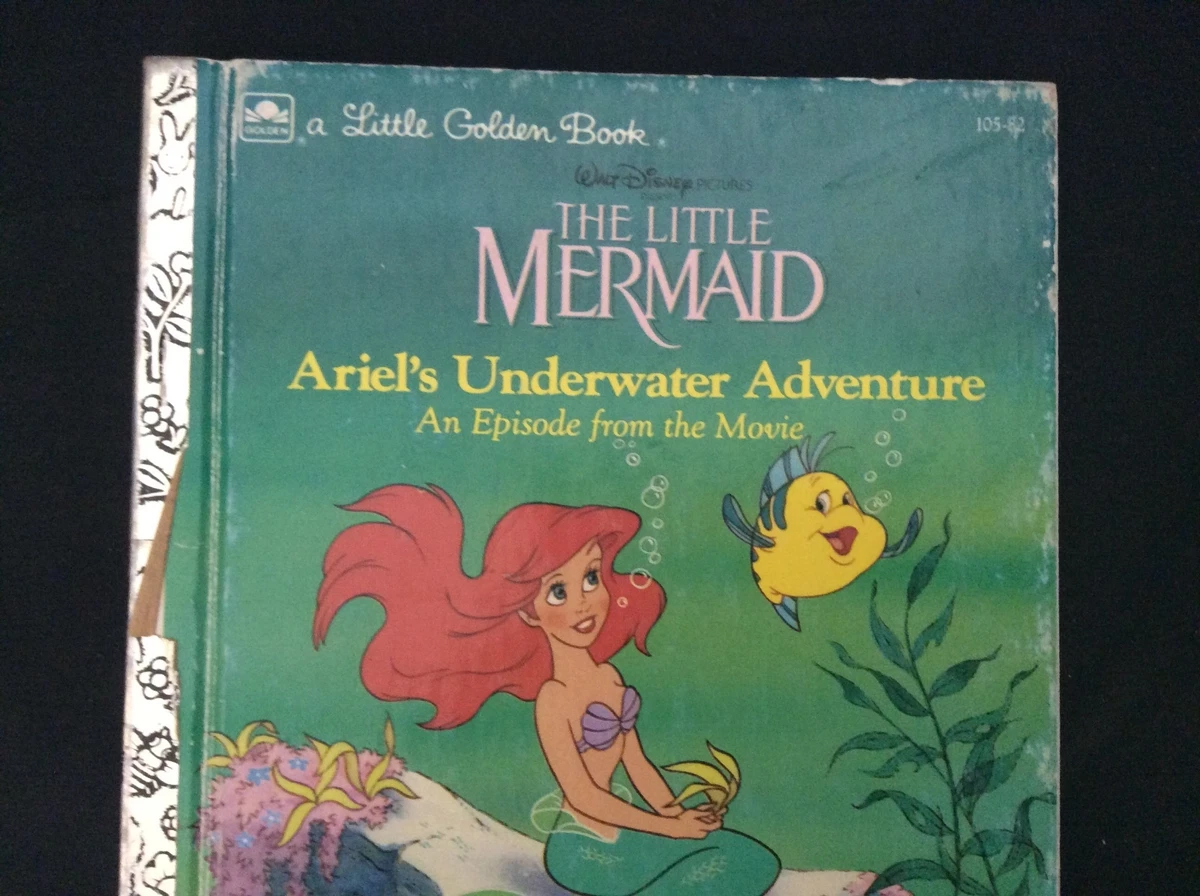 GOLDEN
a Little Golden Book
105-82
WALT DISNEY PICTURES
THE LITTLE
MERMAID
Ariel's Underwater Adventure
An Episode from the Movie